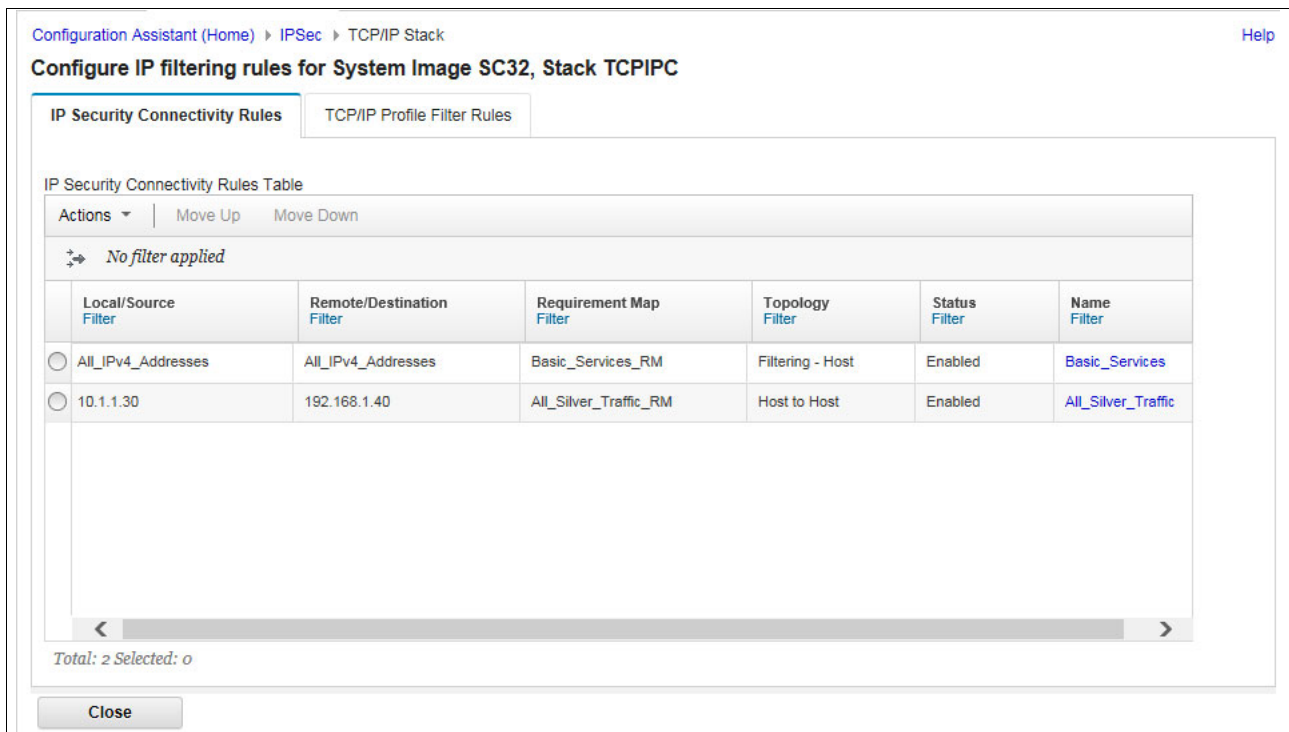 Configuration Assistant (Home) ▸ IPSec ▸ TCP/IP Stack Help
Configure IP filtering rules for System Image SC32, Stack TCPIPC
IP Security Connectivity Rules TCP/IP Profile Filter Rules
IP Security Connectivity Rules Table
Actions Move Up Move Down
No filter applied
Local/Source Remote/Destination Requirement Map Topology Status Name
Filter Filter Filter Filter Filter Filter
All_IPv4_Addresses All_IPv4_Addresses Basic_Services_RM Filtering - Host Enabled Basic_Services
10.1.1.30 192.168.1.40 All_Silver_Traffic_RM Host to Host Enabled All_Silver_Traffic
Total: 2 Selected: 0
Close